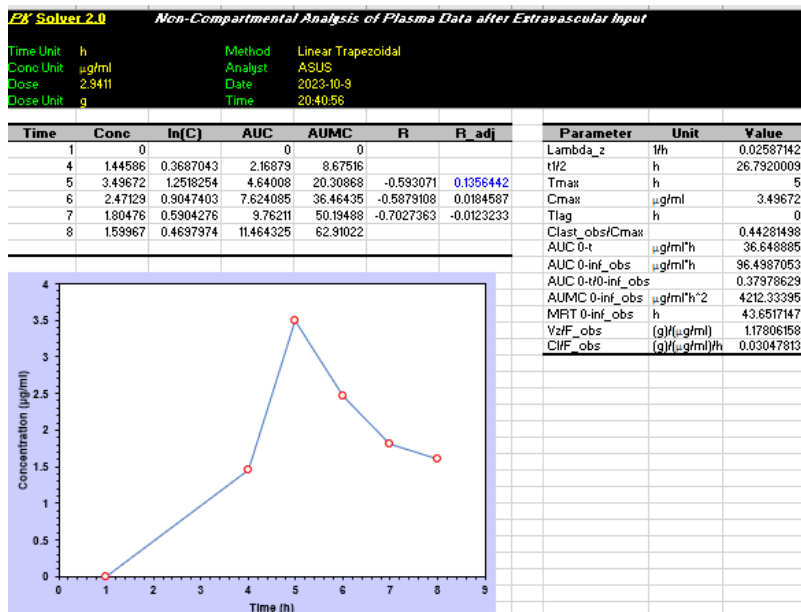 PK Solver 2.0 Non-Compartmental Analysis of Plasma Data after Extravascular Input
Time Unit h Method Linear Trapezoidal
Conc Unit µg/ml Analyst ASUS
Dose 2.9411 Date 2023-10-9
Dose Unit g Time 20:40:56
Time Conc ln(C) AUC AUMC R R_adj
1 0 0 0
4 1.44586 0.3687043 2.16879 8.67516
5 3.49672 1.2518254 4.64008 20.30868 -0.593071 0.1356442
6 2.47129 0.9047403 7.624085 36.46435 -0.5879108 0.0184587
7 1.80476 0.5904276 9.76211 50.19488 -0.7027363 -0.0123233
8 1.59967 0.4697974 11.464325 62.91022
Parameter Unit Value
Lambda_z 1/h 0.02587142
t1/2 h 26.7920009
Tmax h 5
Cmax µg/ml 3.49672
Tlag h 0
Clast_obs/Cmax 0.44281498
AUC 0-t µg/ml*h 36.648885
AUC 0-inf_obs µg/ml*h 96.4987053
AUC 0-t/0-inf_obs 0.37978629
AUMC 0-inf_obs µg/ml*h^2 4212.33395
MRT 0-inf_obs h 43.6517147
Vz/F_obs (g)/(µg/ml) 1.17806158
Cl/F_obs (g)/(µg/ml)/h 0.03047813
Concentration (µg/ml)
4
3.5
3
2.5
2
1.5
1
0.5
0
0 1 2 3 4 5 6 7 8 9
Time (h)